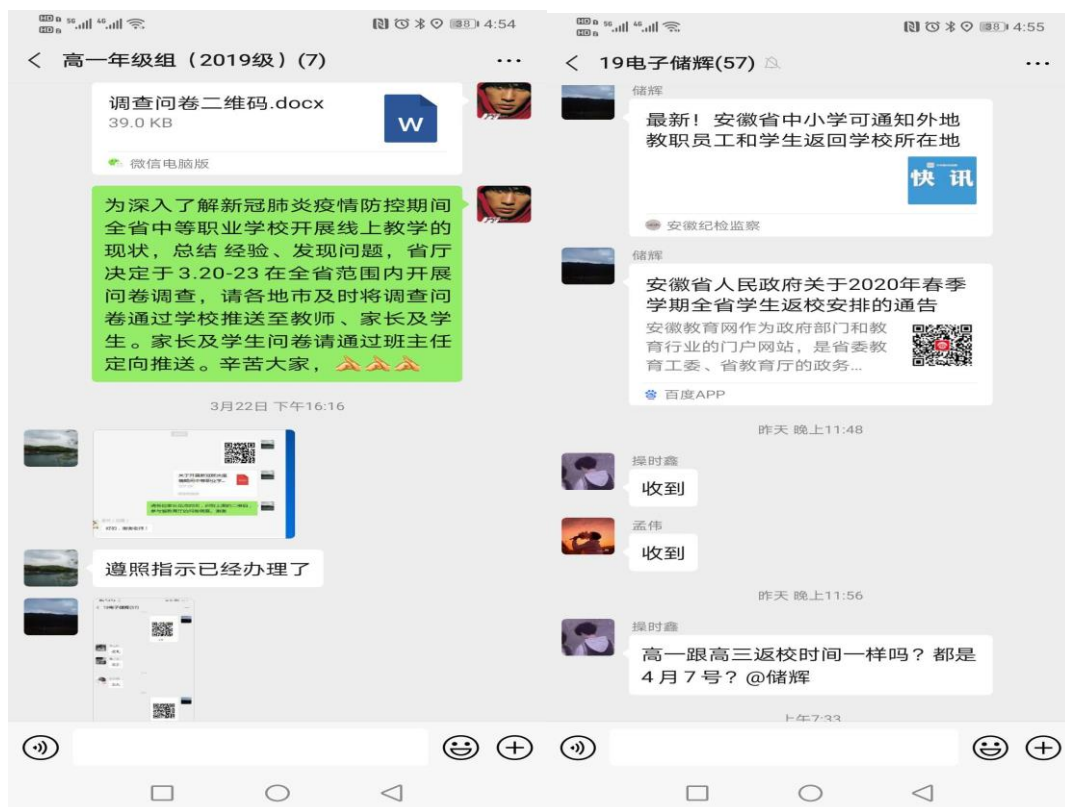 4:54
高一年级组（2019级）(7)
调查问卷二维码.docx
39.0 KB
W
微信电脑版
为深入了解新冠肺炎疫情防控期间
全省中等职业学校开展线上教学的
现状，总结 经验、发现问题，省厅
决定于3.20-23在全省范围内开展
问卷调查，请各地市及时将调查问
卷通过学校推送至教师、家长及学
生。家长及学生问卷请通过班主任
定向推送。辛苦大家，
3月22日 下午16:16
遵照指示已经办理了
4:55
19电子储辉(57)
储辉
最新！安徽省中小学可通知外地
教职员工和学生返回学校所在地
快 讯
安徽纪检监察
储辉
安徽省人民政府关于2020年春季
学期全省学生返校安排的通告
安徽教育网作为政府部门和教
育行业的门户网站，是省委教
育工委、省教育厅的政务...
百度APP
昨天 晚上11:48
操时鑫
收到
孟伟
收到
昨天 晚上11:56
操时鑫
高一跟高三返校时间一样吗？都是
4月7号？@储辉
上午7:33